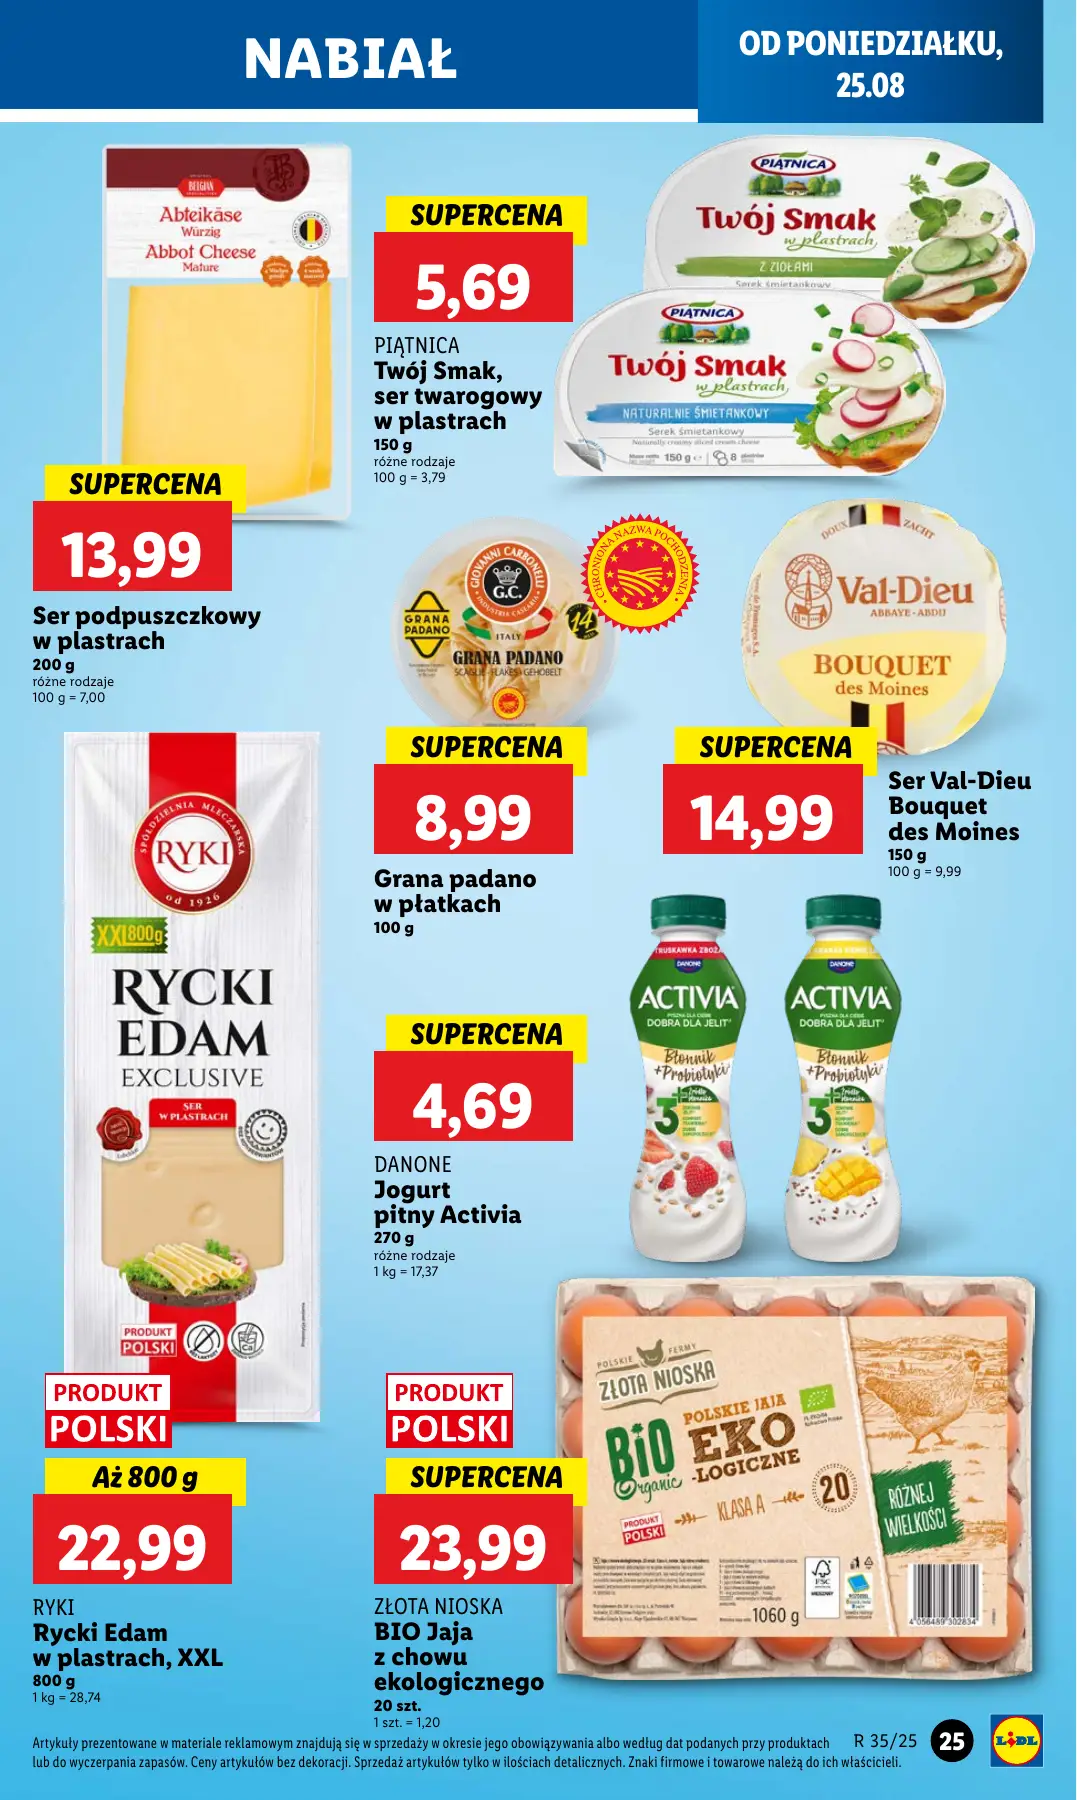 NABIAŁ
OD PONIEDZIAŁKU,
25.08
BELGIAN
Abteikäse
Würzig
Abbot Cheese
Mature
SUPERCENA
13,99
Ser podpuszczkowy
w plastrach
200 g
różne rodzaje
100 g = 7,00
SUPERCENA
5,69
PIĄTNICA
Twój Smak,
ser twarogowy
w plastrach
150 g
różne rodzaje
100 g = 3,79
PIĄTNICA
Twój Smak
w plastrach
Z ZIOŁAMI
Serek śmietankowy
PIĄTNICA
Twój Smak
w plastrach
NATURALNIE ŚMIETANKOWY
Serek śmietankowy
Naturally creamy sliced cream cheese
Masa netto 150 g e 8 plastrów
GIOVANNI CARBONELLI
G.C.
INDUSTRIA CASEARIA
ITALY
GRANA
PADANO
14
GRANA PADANO
SCAGLIE - FLAKES - GEHOBELT
CHRONIONA NAZWA POCHODZENIA
SUPERCENA
8,99
Grana padano
w płatkach
100 g
DOUX ZACHT
Val-Dieu
ABBAYE - ABDIJ
BOUQUET
des Moines
SUPERCENA
14,99
Ser Val-Dieu
Bouquet
des Moines
150 g
100 g = 9,99
SPÓŁDZIELNIA MLECZARSKA
RYKI
od 1926
XXL800g
RYCKI
EDAM
EXCLUSIVE
SER
W PLASTRACH
PRODUKT
POLSKI
PRODUKT
POLSKI
Aż 800 g
22,99
RYKI
Rycki Edam
w plastrach, XXL
800 g
1 kg = 28,74
SUPERCENA
4,69
DANONE
Jogurt
pitny Activia
270 g
różne rodzaje
1 kg = 17,37
TRUSKAWKA ZBOŻA
DANONE
ACTIVIA
PYSZNA DLA CIEBIE
DOBRA DLA JELIT
Błonnik
+Probiotyki
3+
DANONE
ACTIVIA
PYSZNA DLA CIEBIE
DOBRA DLA JELIT
Błonnik
+Probiotyki
3+
PRODUKT
POLSKI
SUPERCENA
23,99
ZŁOTA NIOSKA
BIO Jaja
z chowu
ekologicznego
20 szt.
1 szt. = 1,20
POLSKIE FERMY
ZŁOTA NIOSKA
BIO
Organic
POLSKIE JAJA
EKO
-LOGICZNE
KLASA A
20
RÓŻNEJ
WIELKOŚCI
PRODUKT
POLSKI
FSC
1060 g
4 056489 302834
Artykuły prezentowane w materiale reklamowym znajdują się w sprzedaży w okresie jego obowiązywania albo według dat podanych przy produktach
lub do wyczerpania zapasów. Ceny artykułów bez dekoracji. Sprzedaż artykułów tylko w ilościach detalicznych. Znaki firmowe i towarowe należą do ich właścicieli.
R 35/25
25
LIDL